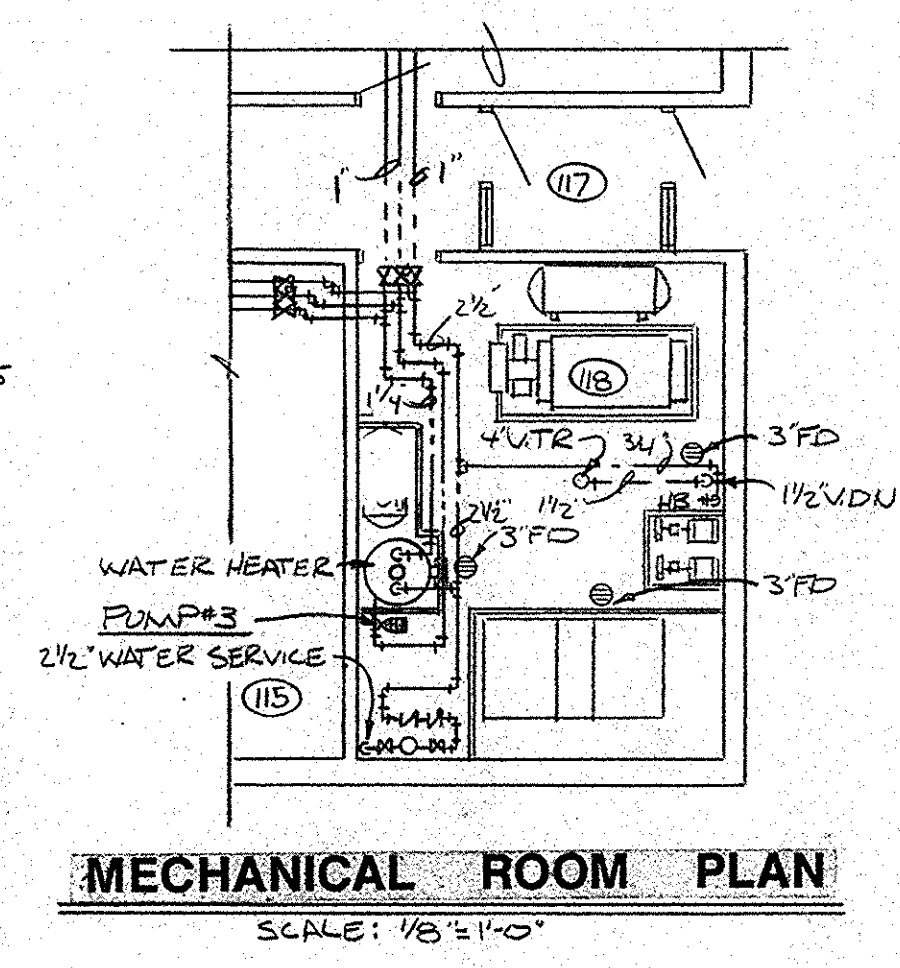 1"
1"
117
2½"
118
1¼
4"V.T.R
3/4"
3"FD
1½"
1½"V.DN
HB #3
2½"
3"FD
WATER HEATER
3"FD
PUMP#3
2½" WATER SERVICE
115
MECHANICAL ROOM PLAN
SCALE: 1/8"=1'-0"